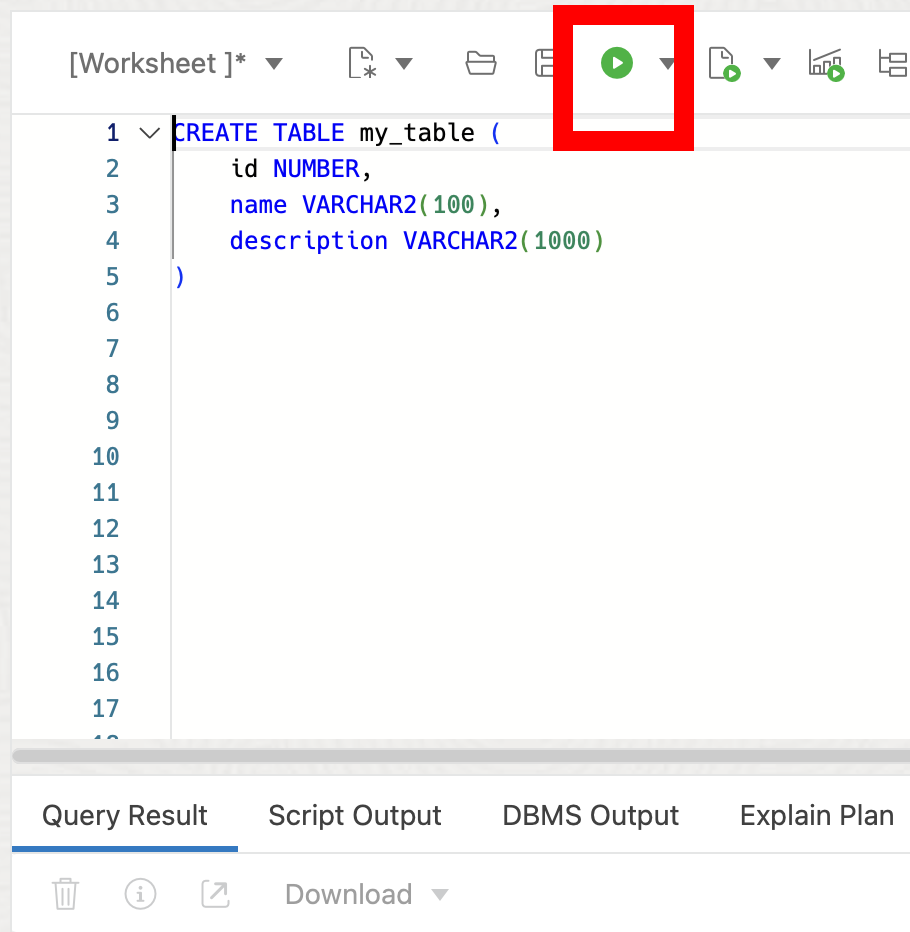 [Worksheet ]*
1 CREATE TABLE my_table (
2 id NUMBER,
3 name VARCHAR2(100),
4 description VARCHAR2(1000)
5 )
6
7
8
9
10
11
12
13
14
15
16
17
Query Result Script Output DBMS Output Explain Plan
Download